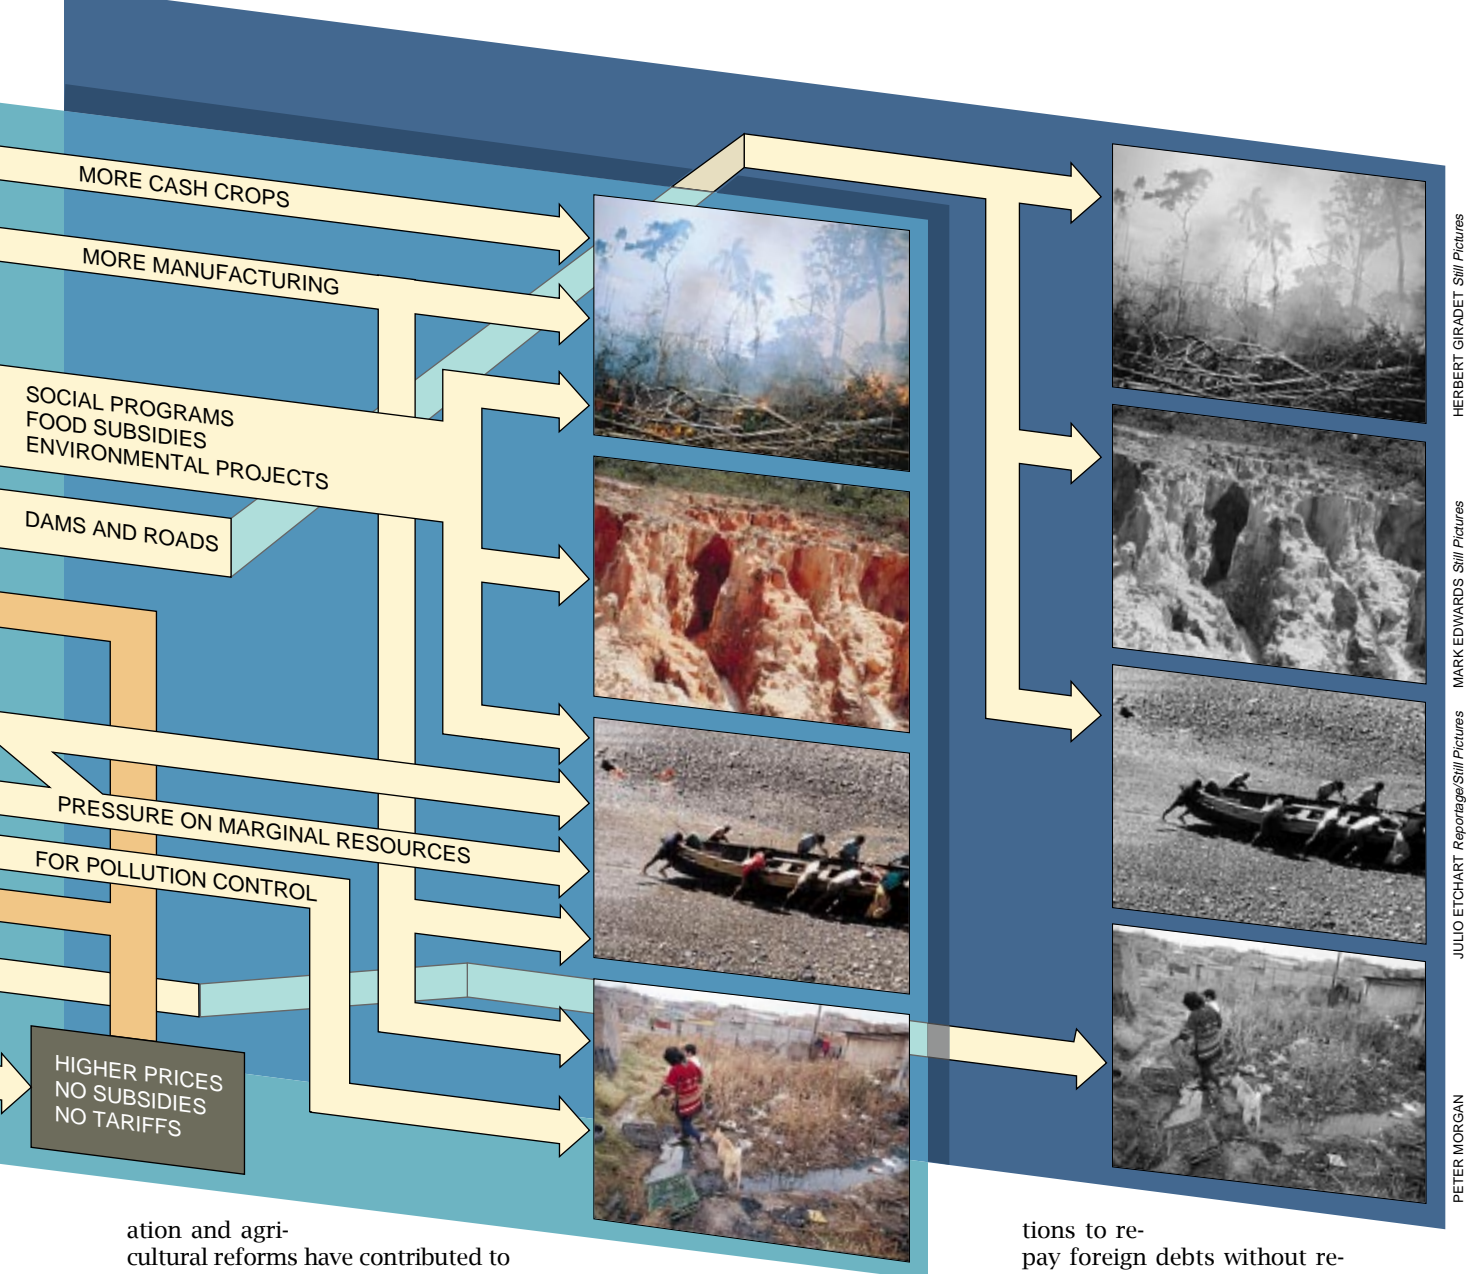 MORE CASH CROPS
MORE MANUFACTURING
SOCIAL PROGRAMS
FOOD SUBSIDIES
ENVIRONMENTAL PROJECTS
DAMS AND ROADS
PRESSURE ON MARGINAL RESOURCES
FOR POLLUTION CONTROL
HIGHER PRICES
NO SUBSIDIES
NO TARIFFS
HERBERT GIRADET Still Pictures
MARK EDWARDS Still Pictures
JULIO ETCHART Reportage/Still Pictures
PETER MORGAN
ation and agri-
cultural reforms have contributed to
tions to re-
pay foreign debts without re-